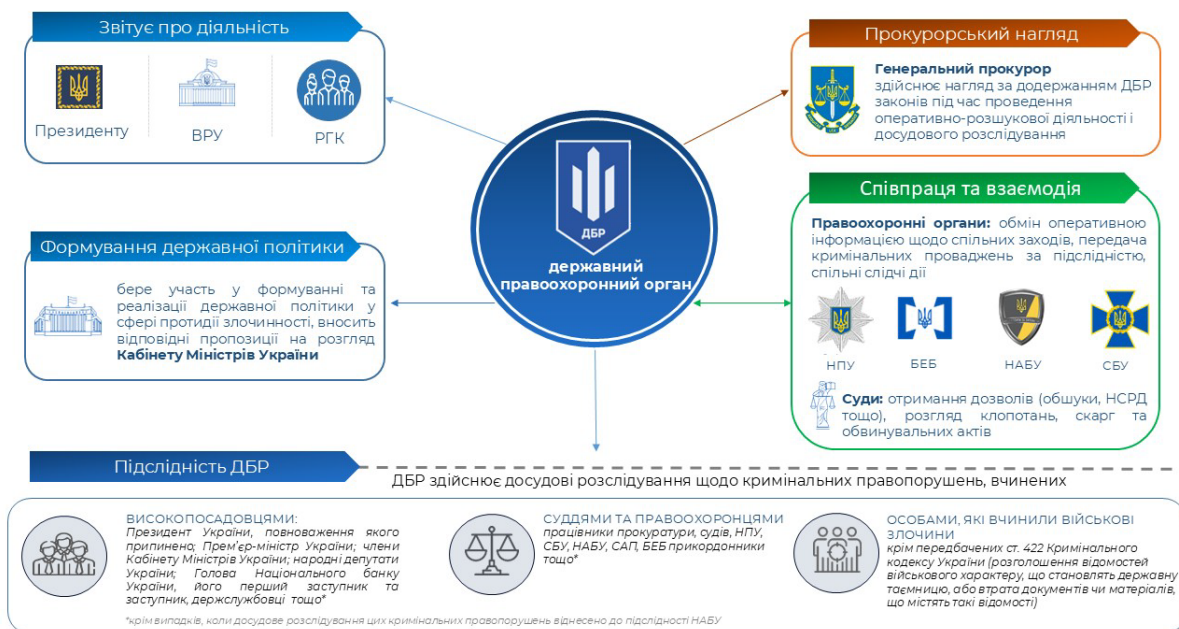 Звітує про діяльність
Президенту
ВРУ
РГК
Формування державної політики
бере участь у формуванні та
реалізації державної політики у
сфері протидії злочинності, вносить
відповідні пропозиції на розгляд
Кабінету Міністрів України
ДБР
державний
правоохоронний орган
Прокурорський нагляд
Генеральний прокурор
здійснює нагляд за додержанням ДБР
законів під час проведення
оперативно-розшукової діяльності і
досудового розслідування
Співпраця та взаємодія
Правоохоронні органи: обмін оперативною
інформацією щодо спільних заходів, передача
кримінальних проваджень за підслідністю,
спільні слідчі дії
НПУ
БЕБ
НАБУ
СБУ
Суди: отримання дозволів (обшуки, НСРД
тощо), розгляд клопотань, скарг та
обвинувальних актів
Підслідність ДБР
ДБР здійснює досудові розслідування щодо кримінальних правопорушень, вчинених
ВИСОКОПОСАДОВЦЯМИ:
Президент України, повноваження якого
припинено; Прем'єр-міністр України; члени
Кабінету Міністрів України; народні депутати
України; Голова Національного банку
України, його перший заступник та
заступник, держслужбовці тощо*
СУДДЯМИ ТА ПРАВООХОРОНЦЯМИ
працівники прокуратури, судів, НПУ,
СБУ, НАБУ, САП, БЕБ прикордонники
тощо*
ОСОБАМИ, ЯКІ ВЧИНИЛИ ВІЙСЬКОВІ
ЗЛОЧИНИ
крім передбачених ст. 422 Кримінального
кодексу України (розголошення відомостей
військового характеру, що становлять державну
таємницю, або втрата документів чи матеріалів,
що містять такі відомості)
*крім випадків, коли досудове розслідування цих кримінальних правопорушень віднесено до підслідності НАБУ